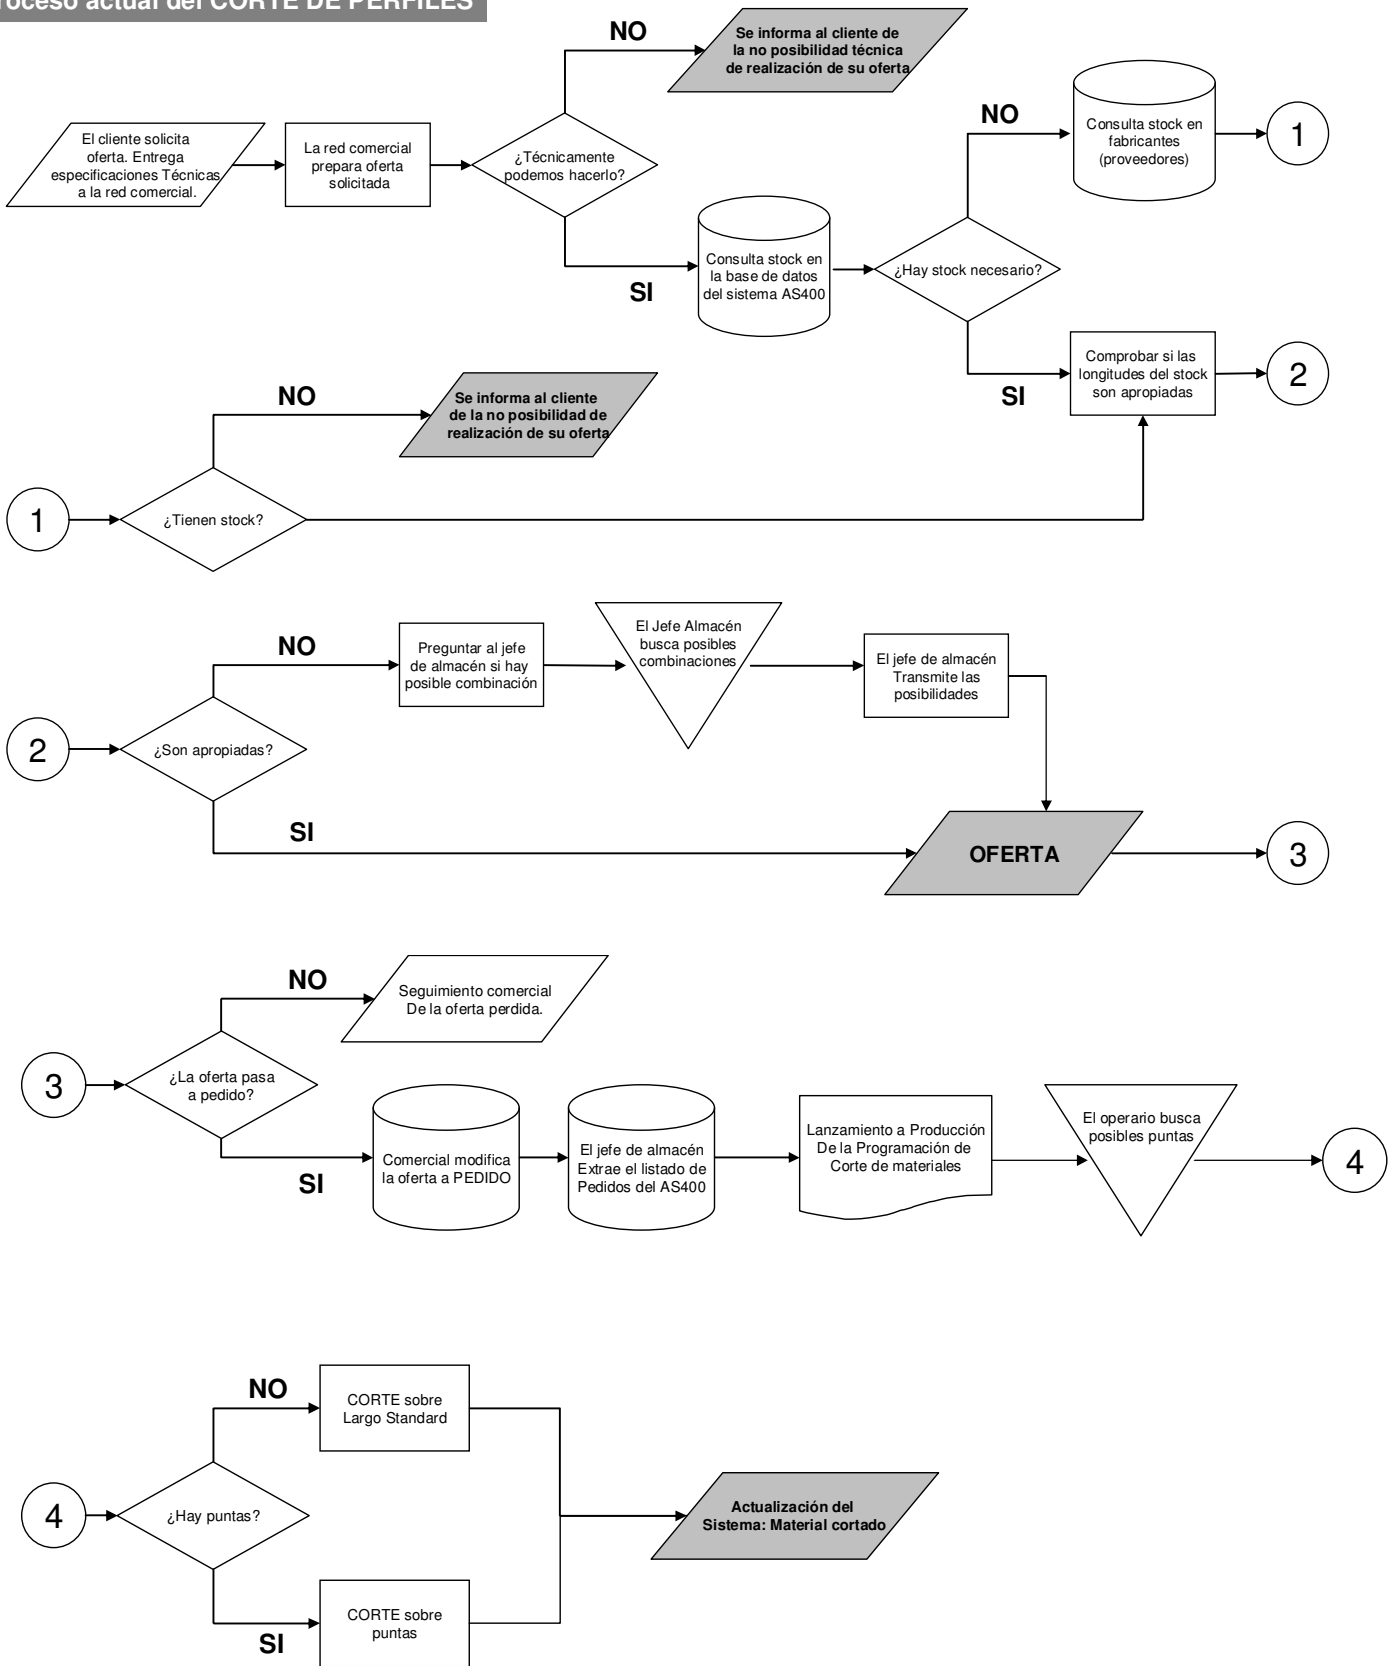 roceso actual del CORTE DE PERFILES
NO
Se informa al cliente de
la no posibilidad técnica
de realización de su oferta
El cliente solicita
oferta. Entrega
especificaciones Técnicas
a la red comercial.
La red comercial
prepara oferta
solicitada
¿Técnicamente
podemos hacerlo?
SI
Consulta stock en
la base de datos
del sistema AS400
¿Hay stock necesario?
NO
Consulta stock en
fabricantes
(proveedores)
1
SI
Comprobar si las
longitudes del stock
son apropiadas
2
1
¿Tienen stock?
NO
Se informa al cliente
de la no posibilidad de
realización de su oferta
2
¿Son apropiadas?
NO
Preguntar al jefe
de almacén si hay
posible combinación
El Jefe Almacén
busca posibles
combinaciones
El jefe de almacén
Transmite las
posibilidades
SI
OFERTA
3
3
¿La oferta pasa
a pedido?
NO
Seguimiento comercial
De la oferta perdida.
SI
Comercial modifica
la oferta a PEDIDO
El jefe de almacén
Extrae el listado de
Pedidos del AS400
Lanzamiento a Producción
De la Programación de
Corte de materiales
El operario busca
posibles puntas
4
4
¿Hay puntas?
NO
CORTE sobre
Largo Standard
SI
CORTE sobre
puntas
Actualización del
Sistema: Material cortado